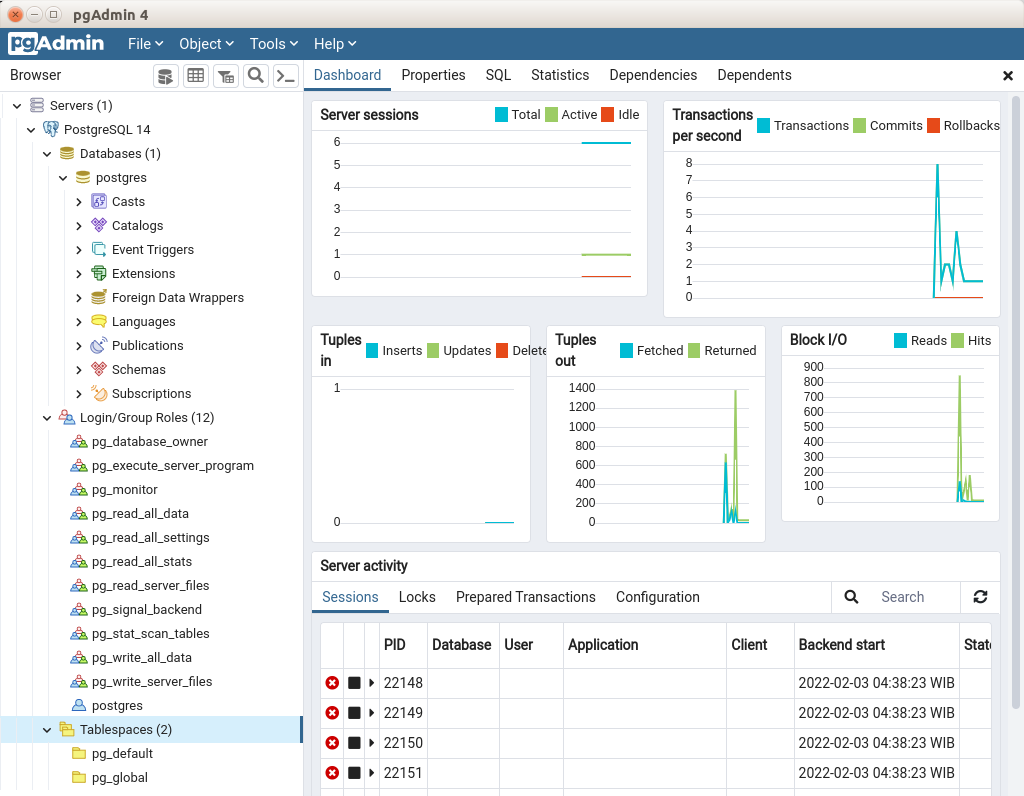 pgAdmin 4
pgAdmin File Object Tools Help
Browser
Dashboard Properties SQL Statistics Dependencies Dependents
Servers (1)
PostgreSQL 14
Databases (1)
postgres
Casts
Catalogs
Event Triggers
Extensions
Foreign Data Wrappers
Languages
Publications
Schemas
Subscriptions
Login/Group Roles (12)
pg_database_owner
pg_execute_server_program
pg_monitor
pg_read_all_data
pg_read_all_settings
pg_read_all_stats
pg_read_server_files
pg_signal_backend
pg_stat_scan_tables
pg_write_all_data
pg_write_server_files
postgres
Tablespaces (2)
pg_default
pg_global
Server sessions Total Active Idle
6
5
4
3
2
1
0
Transactions
per second
Transactions Commits Rollbacks
8
7
6
5
4
3
2
1
0
Tuples
in
Inserts Updates Delete
1
0
Tuples
out
Fetched Returned
1400
1200
1000
800
600
400
200
0
Block I/O Reads Hits
900
800
700
600
500
400
300
200
100
0
Server activity
Sessions Locks Prepared Transactions Configuration Search
PID Database User Application Client Backend start State
22148 2022-02-03 04:38:23 WIB
22149 2022-02-03 04:38:23 WIB
22150 2022-02-03 04:38:23 WIB
22151 2022-02-03 04:38:23 WIB